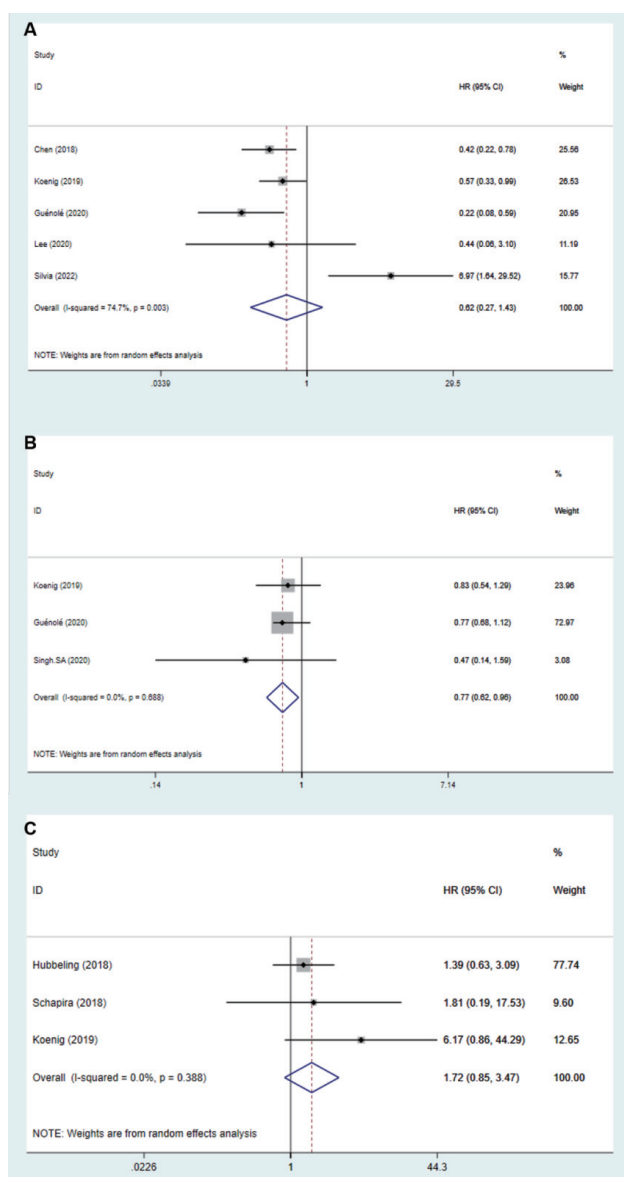 A
Study %
ID HR (95% CI) Weight
Chen (2018) 0.42 (0.22, 0.78) 25.56
Koenig (2019) 0.57 (0.33, 0.99) 26.53
Guénolé (2020) 0.22 (0.08, 0.59) 20.95
Lee (2020) 0.44 (0.06, 3.10) 11.19
Silvia (2022) 6.97 (1.64, 29.52) 15.77
Overall (I-squared = 74.7%, p = 0.003) 0.62 (0.27, 1.43) 100.00
NOTE: Weights are from random effects analysis
.0339 1 29.5
B
Study %
ID HR (95% CI) Weight
Koenig (2019) 0.83 (0.54, 1.29) 23.96
Guénolé (2020) 0.77 (0.68, 1.12) 72.97
Singh.SA (2020) 0.47 (0.14, 1.59) 3.08
Overall (I-squared = 0.0%, p = 0.688) 0.77 (0.62, 0.96) 100.00
NOTE: Weights are from random effects analysis
.14 1 7.14
C
Study %
ID HR (95% CI) Weight
Hubbeling (2018) 1.39 (0.63, 3.09) 77.74
Schapira (2018) 1.81 (0.19, 17.53) 9.60
Koenig (2019) 6.17 (0.86, 44.29) 12.65
Overall (I-squared = 0.0%, p = 0.388) 1.72 (0.85, 3.47) 100.00
NOTE: Weights are from random effects analysis
.0226 1 44.3